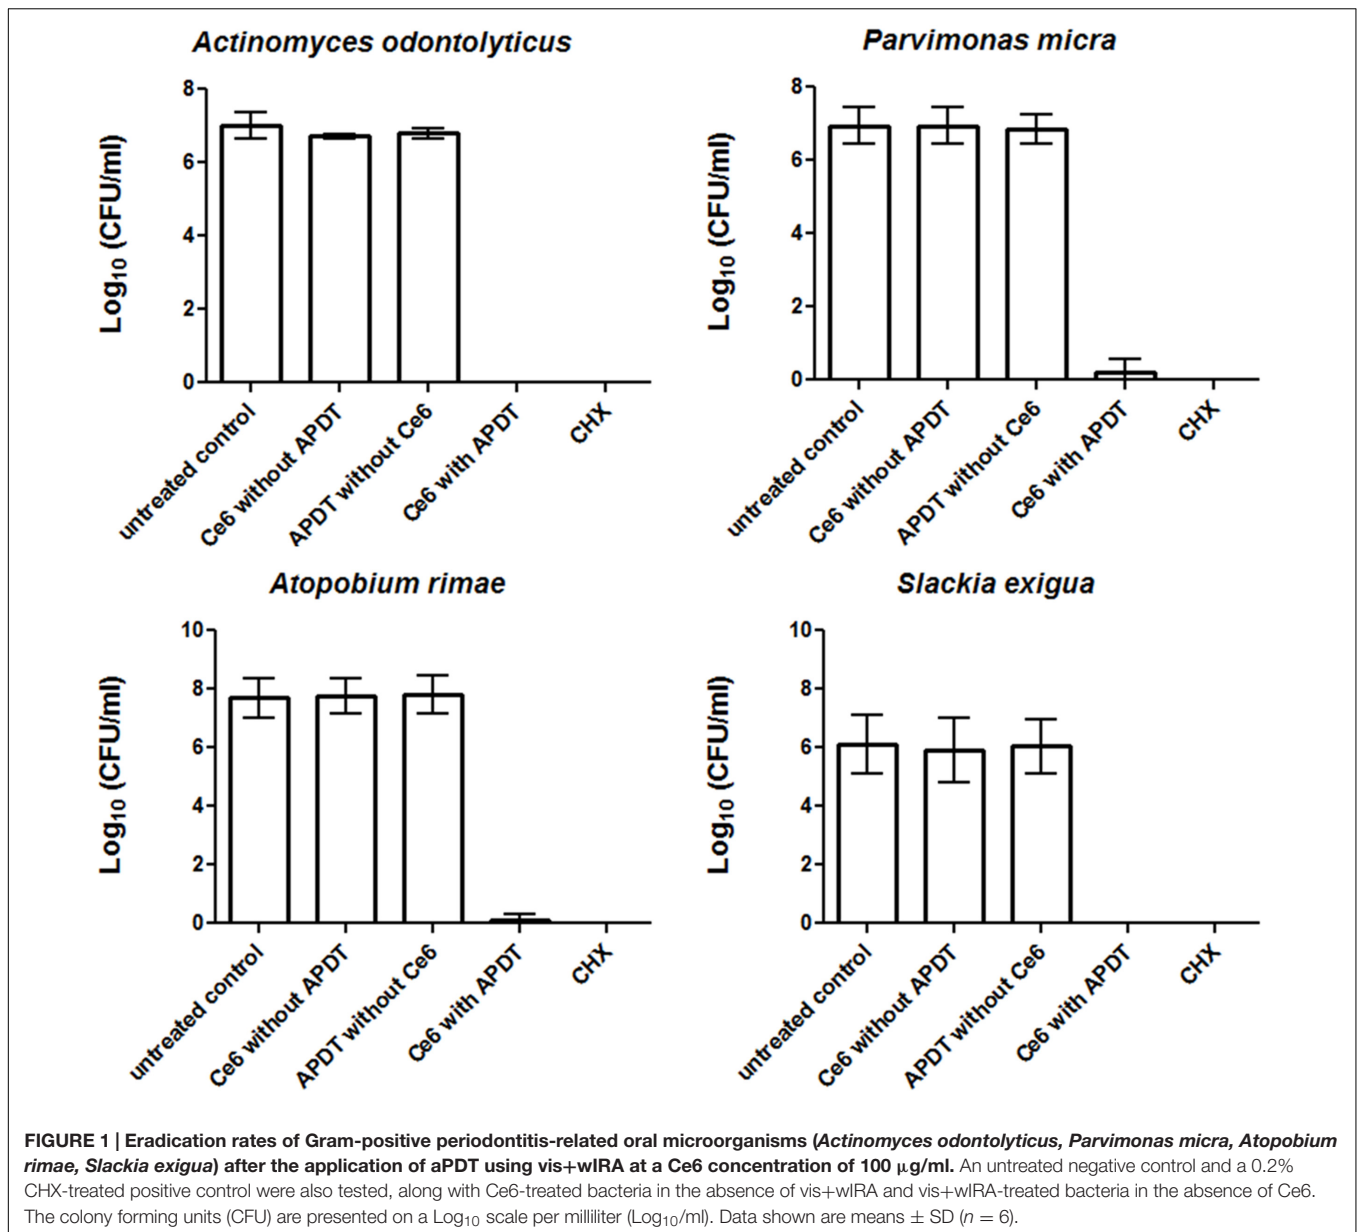 Actinomyces odontolyticus
Log10 (CFU/ml)
8
6
4
2
0
untreated control
Ce6 without APDT
APDT without Ce6
Ce6 with APDT
CHX
Parvimonas micra
Log10 (CFU/ml)
8
6
4
2
0
untreated control
Ce6 without APDT
APDT without Ce6
Ce6 with APDT
CHX
Atopobium rimae
Log10 (CFU/ml)
10
8
6
4
2
0
untreated control
Ce6 without APDT
APDT without Ce6
Ce6 with APDT
CHX
Slackia exigua
Log10 (CFU/ml)
10
8
6
4
2
0
untreated control
Ce6 without APDT
APDT without Ce6
Ce6 with APDT
CHX
FIGURE 1 | Eradication rates of Gram-positive periodontitis-related oral microorganisms (Actinomyces odontolyticus, Parvimonas micra, Atopobium
rimae, Slackia exigua) after the application of aPDT using vis+wIRA at a Ce6 concentration of 100 μg/ml. An untreated negative control and a 0.2%
CHX-treated positive control were also tested, along with Ce6-treated bacteria in the absence of vis+wIRA and vis+wIRA-treated bacteria in the absence of Ce6.
The colony forming units (CFU) are presented on a Log10 scale per milliliter (Log10/ml). Data shown are means ± SD (n = 6).